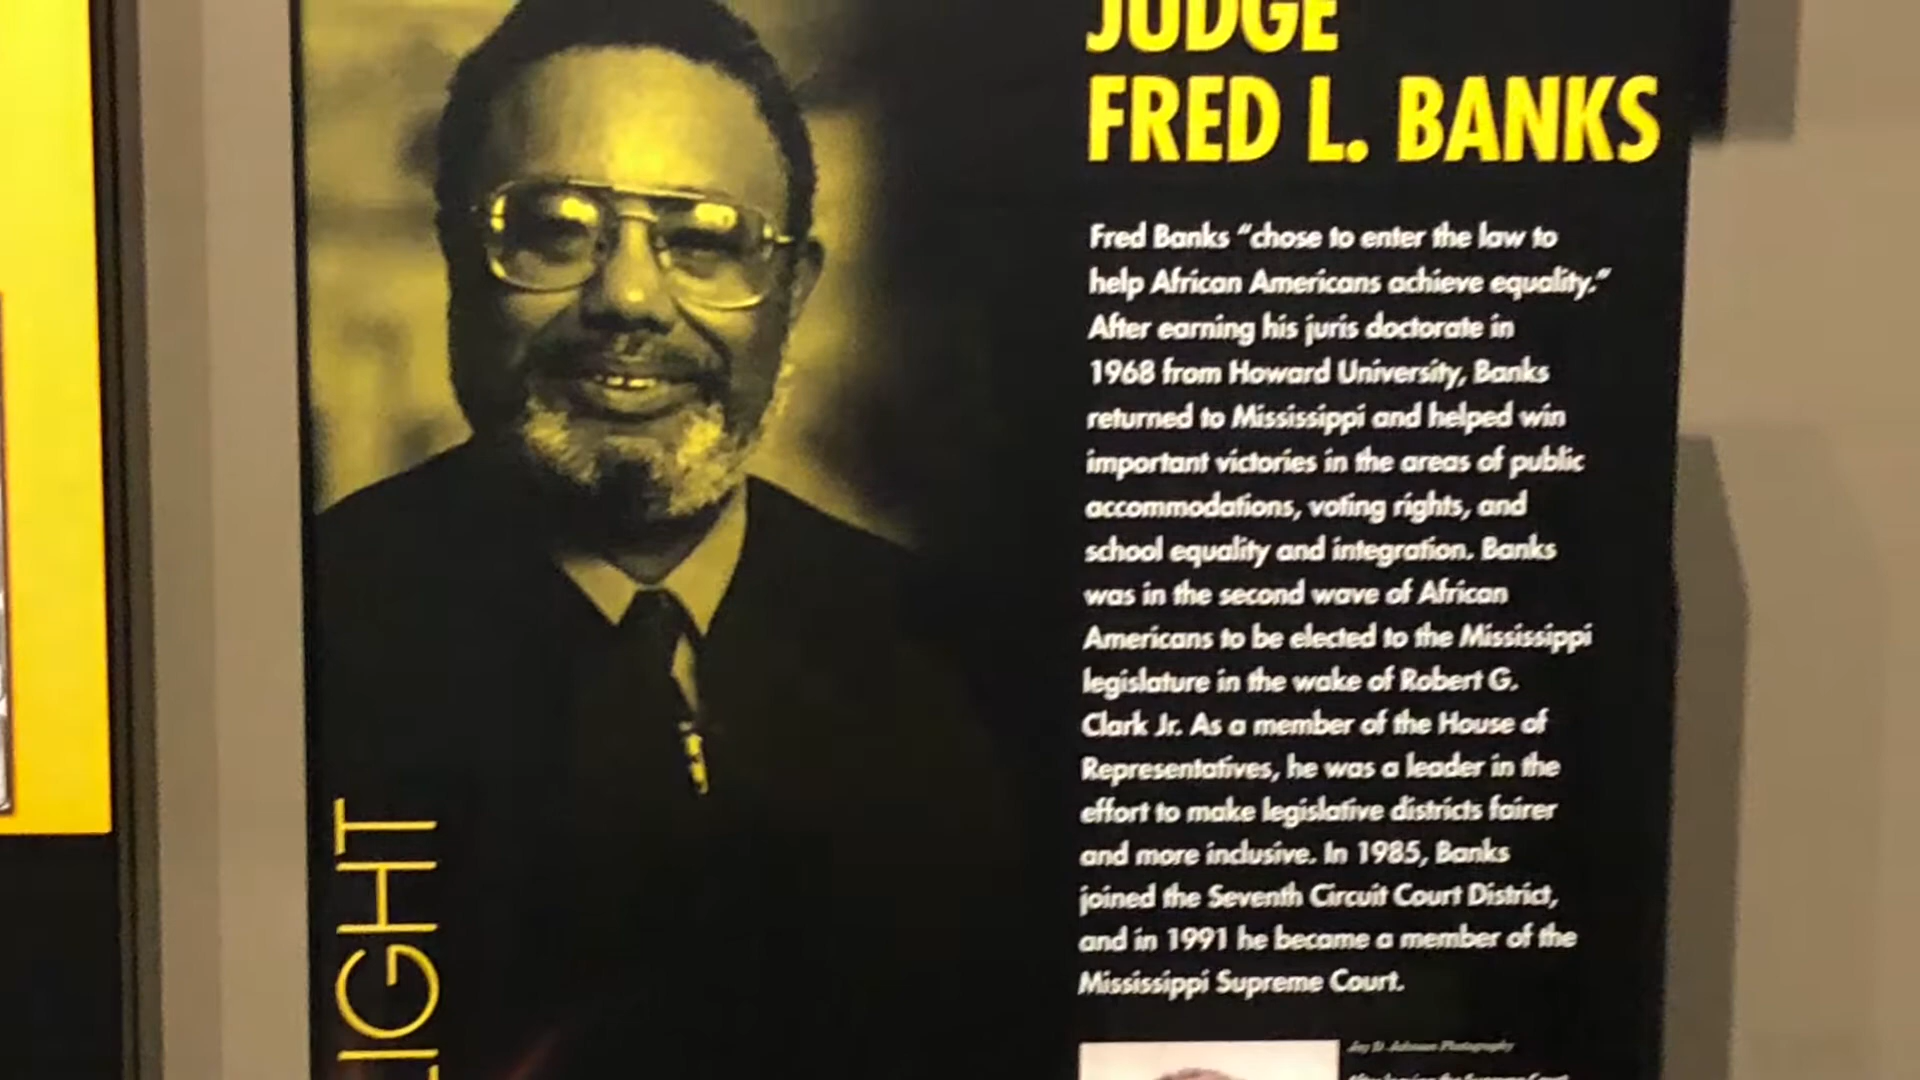 JUDGE
FRED L. BANKS
Fred Banks “chose to enter the law to
help African Americans achieve equality.”
After earning his juris doctorate in
1968 from Howard University, Banks
returned to Mississippi and helped win
important victories in the areas of public
accommodations, voting rights, and
school equality and integration. Banks
was in the second wave of African
Americans to be elected to the Mississippi
legislature in the wake of Robert G.
Clark Jr. As a member of the House of
Representatives, he was a leader in the
effort to make legislative districts fairer
and more inclusive. In 1985, Banks
joined the Seventh Circuit Court District,
and in 1991 he became a member of the
Mississippi Supreme Court.
Jay D. Johnson Photography
LIGHT